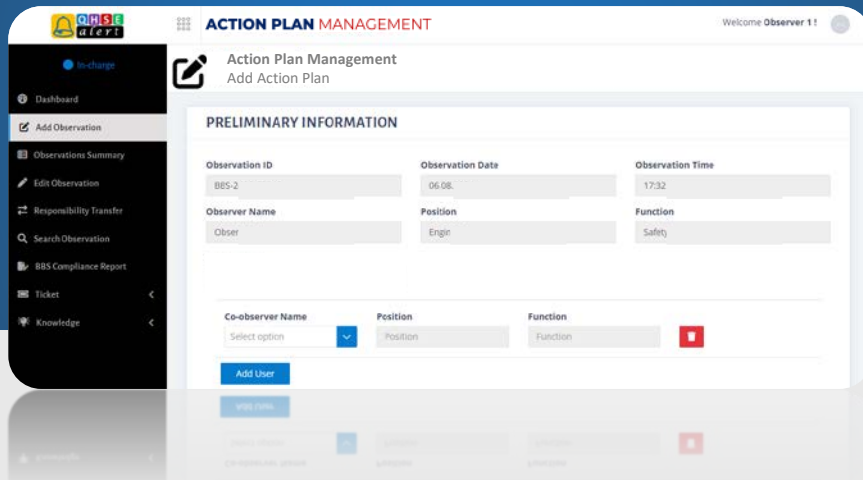 QHSE
alert
ACTION PLAN MANAGEMENT
Welcome Observer 1 !
In-charge
Action Plan Management
Add Action Plan
Dashboard
Add Observation
Observations Summary
Edit Observation
Responsibility Transfer
Search Observation
BBS Compliance Report
Ticket
Knowledge
PRELIMINARY INFORMATION
Observation ID Observation Date Observation Time
BBS-2 06.08. 17:32
Observer Name Position Function
Obser Engin Safety
Co-observer Name Position Function
Select option Position Function
Add User